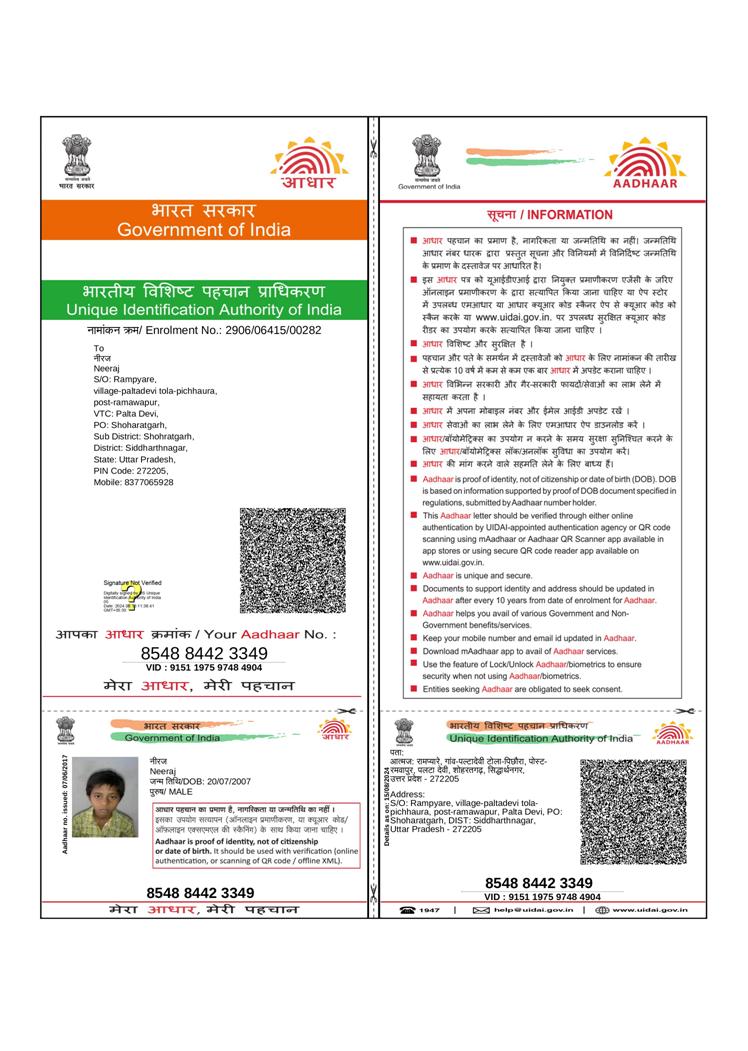 भारत सरकार
आधार
भारत सरकार
Government of India
भारतीय विशिष्ट पहचान प्राधिकरण
Unique Identification Authority of India
नामांकन क्रम/ Enrolment No.: 2906/06415/00282
To
नीरज
Neeraj
S/O: Rampyare,
village-paltadevi tola-pichhaura,
post-ramawapur,
VTC: Palta Devi,
PO: Shoharatgarh,
Sub District: Shohratgarh,
District: Siddharthnagar,
State: Uttar Pradesh,
PIN Code: 272205,
Mobile: 8377065928
Signature Not Verified
Digitally signed by DS Unique
Identification Authority of India
GMT+05:30
आपका आधार क्रमांक / Your Aadhaar No. :
8548 8442 3349
VID : 9151 1975 9748 4904
मेरा आधार, मेरी पहचान
Government of India
AADHAAR
सूचना / INFORMATION
आधार पहचान का प्रमाण है, नागरिकता या जन्मतिथि का नहीं। जन्मतिथि
आधार नंबर धारक द्वारा प्रस्तुत सूचना और विनियमों में विनिर्दिष्ट जन्मतिथि
के प्रमाण के दस्तावेज पर आधारित है।
इस आधार पत्र को यूआईडीएआई द्वारा नियुक्त प्रमाणीकरण एजेंसी के जरिए
ऑनलाइन प्रमाणीकरण के द्वारा सत्यापित किया जाना चाहिए या ऐप स्टोर
में उपलब्ध एमआधार या आधार क्यूआर कोड स्कैनर ऐप से क्यूआर कोड को
स्कैन करके या www.uidai.gov.in. पर उपलब्ध सुरक्षित क्यूआर कोड
रीडर का उपयोग करके सत्यापित किया जाना चाहिए ।
आधार विशिष्ट और सुरक्षित है ।
पहचान और पते के समर्थन में दस्तावेजों को आधार के लिए नामांकन की तारीख
से प्रत्येक 10 वर्ष में कम से कम एक बार आधार में अपडेट कराना चाहिए ।
आधार विभिन्न सरकारी और गैर-सरकारी फायदों/सेवाओं का लाभ लेने में
सहायता करता है ।
आधार में अपना मोबाइल नंबर और ईमेल आईडी अपडेट रखें ।
आधार सेवाओं का लाभ लेने के लिए एमआधार ऐप डाउनलोड करें ।
आधार/बॉयोमेट्रिक्स का उपयोग न करने के समय सुरक्षा सुनिश्चित करने के
लिए आधार/बॉयोमेट्रिक्स लॉक/अनलॉक सुविधा का उपयोग करें।
आधार की मांग करने वाले सहमति लेने के लिए बाध्य हैं।
Aadhaar is proof of identity, not of citizenship or date of birth (DOB). DOB
is based on information supported by proof of DOB document specified in
regulations, submitted by Aadhaar number holder.
This Aadhaar letter should be verified through either online
authentication by UIDAI-appointed authentication agency or QR code
scanning using mAadhaar or Aadhaar QR Scanner app available in
app stores or using secure QR code reader app available on
www.uidai.gov.in.
Aadhaar is unique and secure.
Documents to support identity and address should be updated in
Aadhaar after every 10 years from date of enrolment for Aadhaar.
Aadhaar helps you avail of various Government and Non-
Government benefits/services.
Keep your mobile number and email id updated in Aadhaar.
Download mAadhaar app to avail of Aadhaar services.
Use the feature of Lock/Unlock Aadhaar/biometrics to ensure
security when not using Aadhaar/biometrics.
Entities seeking Aadhaar are obligated to seek consent.
भारत सरकार
Government of India
आधार
Aadhaar no. issued: 07/06/2017
नीरज
Neeraj
जन्म तिथि/DOB: 20/07/2007
पुरुष/ MALE
आधार पहचान का प्रमाण है, नागरिकता या जन्मतिथि का नहीं ।
इसका उपयोग सत्यापन (ऑनलाइन प्रमाणीकरण, या क्यूआर कोड/
ऑफ़लाइन एक्सएमएल की स्कैनिंग) के साथ किया जाना चाहिए ।
Aadhaar is proof of identity, not of citizenship
or date of birth. It should be used with verification (online
authentication, or scanning of QR code / offline XML).
8548 8442 3349
मेरा आधार, मेरी पहचान
भारतीय विशिष्ट पहचान प्राधिकरण
Unique Identification Authority of India
AADHAAR
Details as on: 15/08/2024
पता:
आत्मज: रामप्यारे, गांव-पल्टादेवी टोला-पिछौरा, पोस्ट-
रमवापुर, पलटा देवी, शोहरतगढ़, सिद्धार्थनगर,
उत्तर प्रदेश - 272205
Address:
S/O: Rampyare, village-paltadevi tola-
pichhaura, post-ramawapur, Palta Devi, PO:
Shoharatgarh, DIST: Siddharthnagar,
Uttar Pradesh - 272205
8548 8442 3349
VID : 9151 1975 9748 4904
1947 | help@uidai.gov.in | www.uidai.gov.in